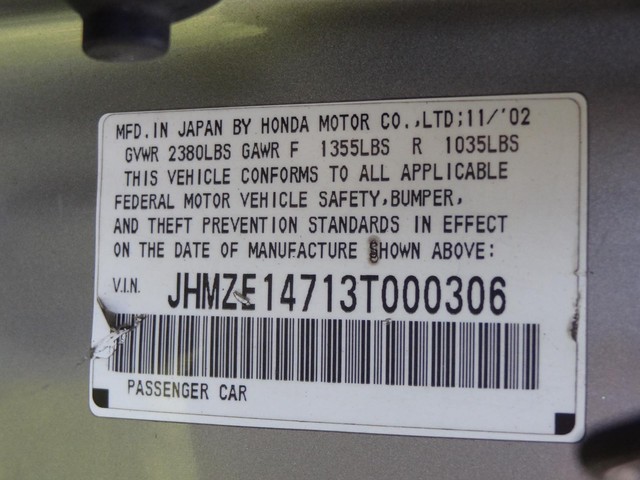 MFD.IN JAPAN BY HONDA MOTOR CO.,LTD;11/'02
GVWR 2380LBS GAWR F 1355LBS R 1035LBS
THIS VEHICLE CONFORMS TO ALL APPLICABLE
FEDERAL MOTOR VEHICLE SAFETY,BUMPER,
AND THEFT PREVENTION STANDARDS IN EFFECT
ON THE DATE OF MANUFACTURE SHOWN ABOVE:
V.I.N. JHMZE14713T000306
PASSENGER CAR